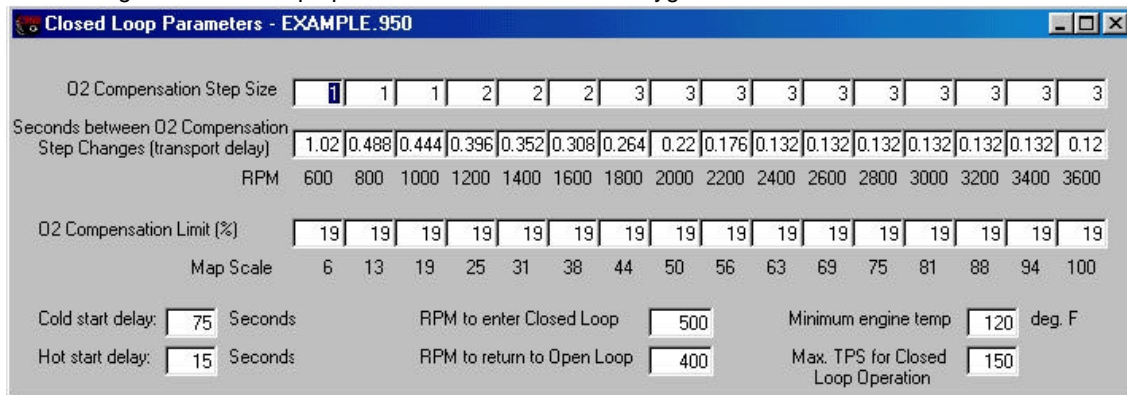 Closed Loop Parameters - EXAMPLE.950
O2 Compensation Step Size 1 1 1 2 2 2 3 3 3 3 3 3 3 3 3 3
Seconds between O2 Compensation
Step Changes (transport delay) 1.02 0.488 0.444 0.396 0.352 0.308 0.264 0.22 0.176 0.132 0.132 0.132 0.132 0.132 0.132 0.12
RPM 600 800 1000 1200 1400 1600 1800 2000 2200 2400 2600 2800 3000 3200 3400 3600
O2 Compensation Limit (%) 19 19 19 19 19 19 19 19 19 19 19 19 19 19 19 19
Map Scale 6 13 19 25 31 38 44 50 56 63 69 75 81 88 94 100
Cold start delay: 75 Seconds RPM to enter Closed Loop 500 Minimum engine temp 120 deg. F
Hot start delay: 15 Seconds RPM to return to Open Loop 400 Max. TPS for Closed
Loop Operation 150